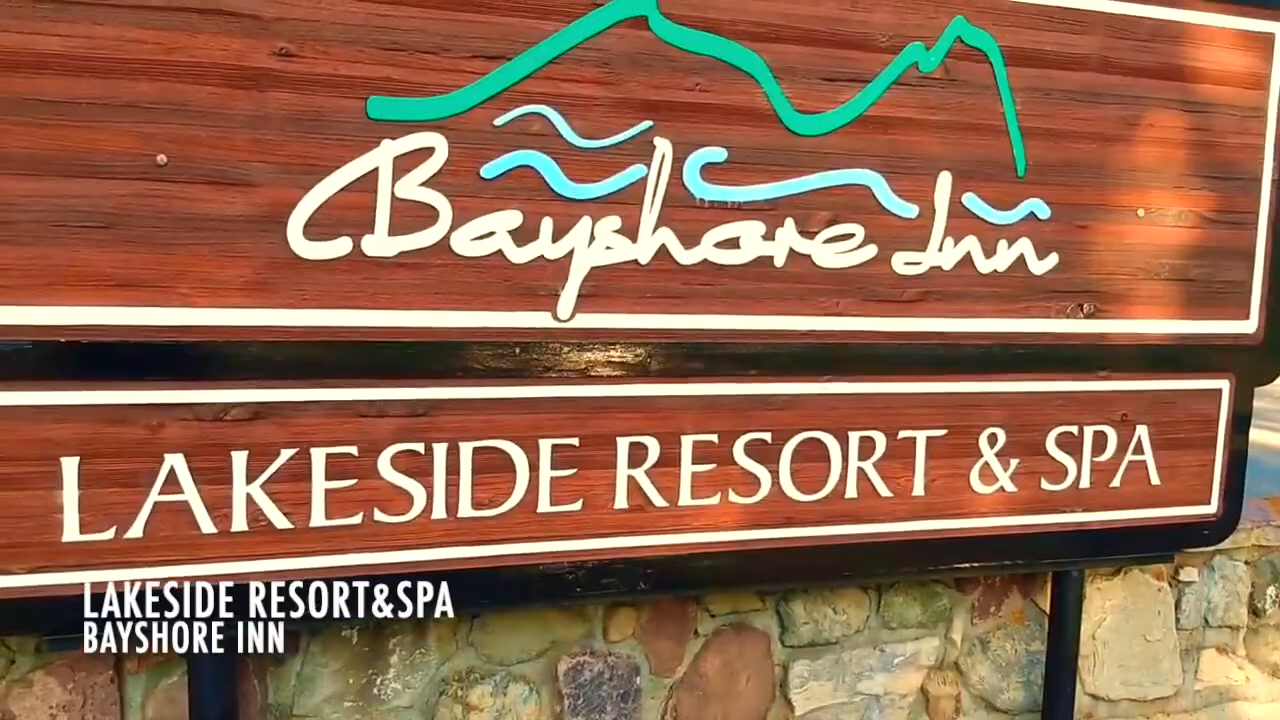 Bayshore Inn
LAKESIDE RESORT & SPA
LAKESIDE RESORT&SPA
BAYSHORE INN